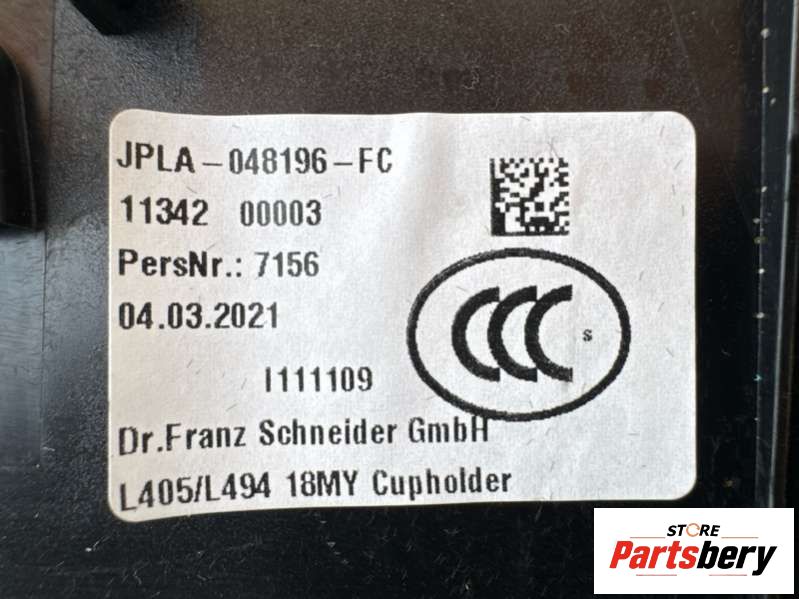 JPLA-048196-FC
11342 00003
PersNr.: 7156
04.03.2021
CCC S
I111109
Dr.Franz Schneider GmbH
L405/L494 18MY Cupholder
STORE
Partsbery